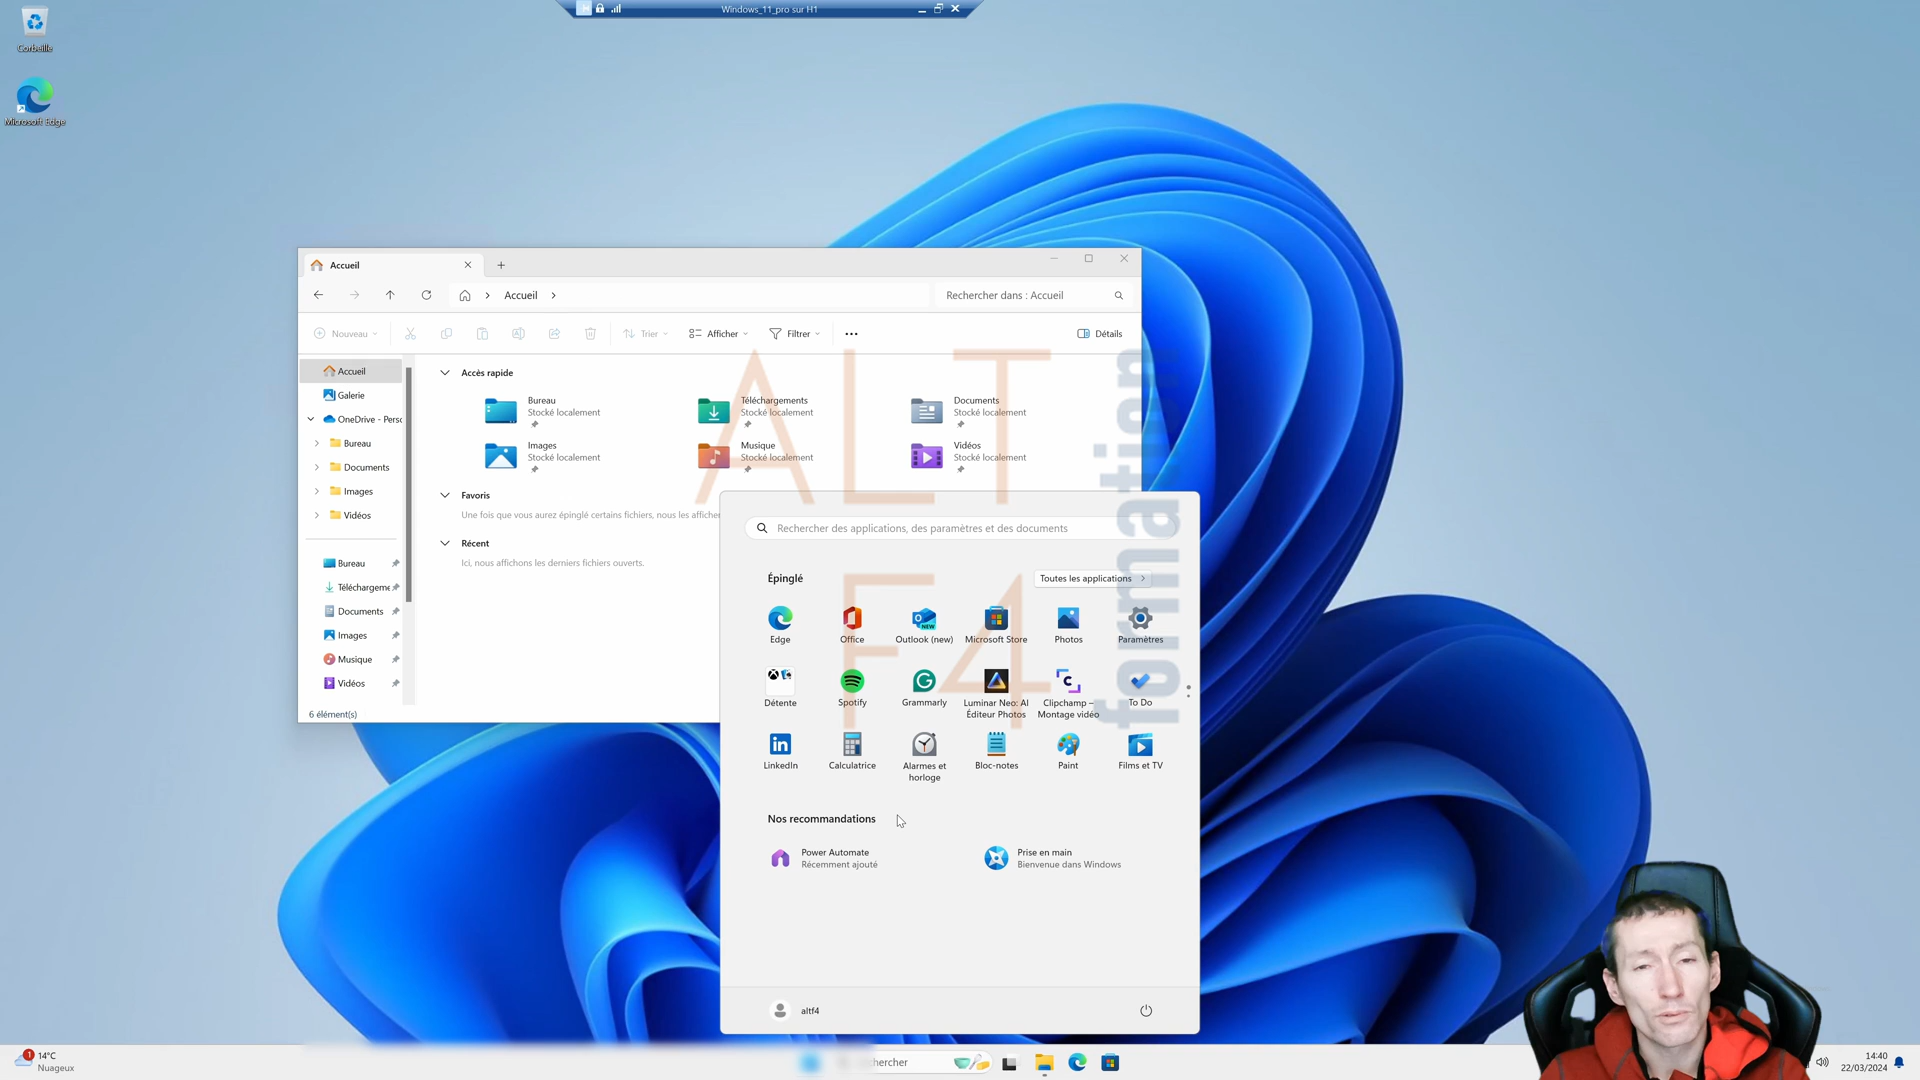 Windows_11_pro sur H1
Corbeille
Microsoft Edge
Accueil
Accueil
Rechercher dans : Accueil
Nouveau
Trier
Afficher
Filtrer
Détails
Accueil
Galerie
OneDrive - Perso
Bureau
Documents
Images
Vidéos
Bureau
Téléchargeme
Documents
Images
Musique
Vidéos
6 élément(s)
Accès rapide
Bureau
Stocké localement
Téléchargements
Stocké localement
Documents
Stocké localement
Images
Stocké localement
Musique
Stocké localement
Vidéos
Stocké localement
Favoris
Une fois que vous aurez épinglé certains fichiers, nous les afficher
Récent
Ici, nous affichons les derniers fichiers ouverts.
ALT
F4
formation
Rechercher des applications, des paramètres et des documents
Épinglé
Toutes les applications
Edge
Office
Outlook (new)
Microsoft Store
Photos
Paramètres
Détente
Spotify
Grammarly
Luminar Neo: AI
Éditeur Photos
Clipchamp –
Montage vidéo
To Do
LinkedIn
Calculatrice
Alarmes et
horloge
Bloc-notes
Paint
Films et TV
Nos recommandations
Power Automate
Récemment ajouté
Prise en main
Bienvenue dans Windows
altf4
1
14°C
Nuageux
hercher
14:40
22/03/2024